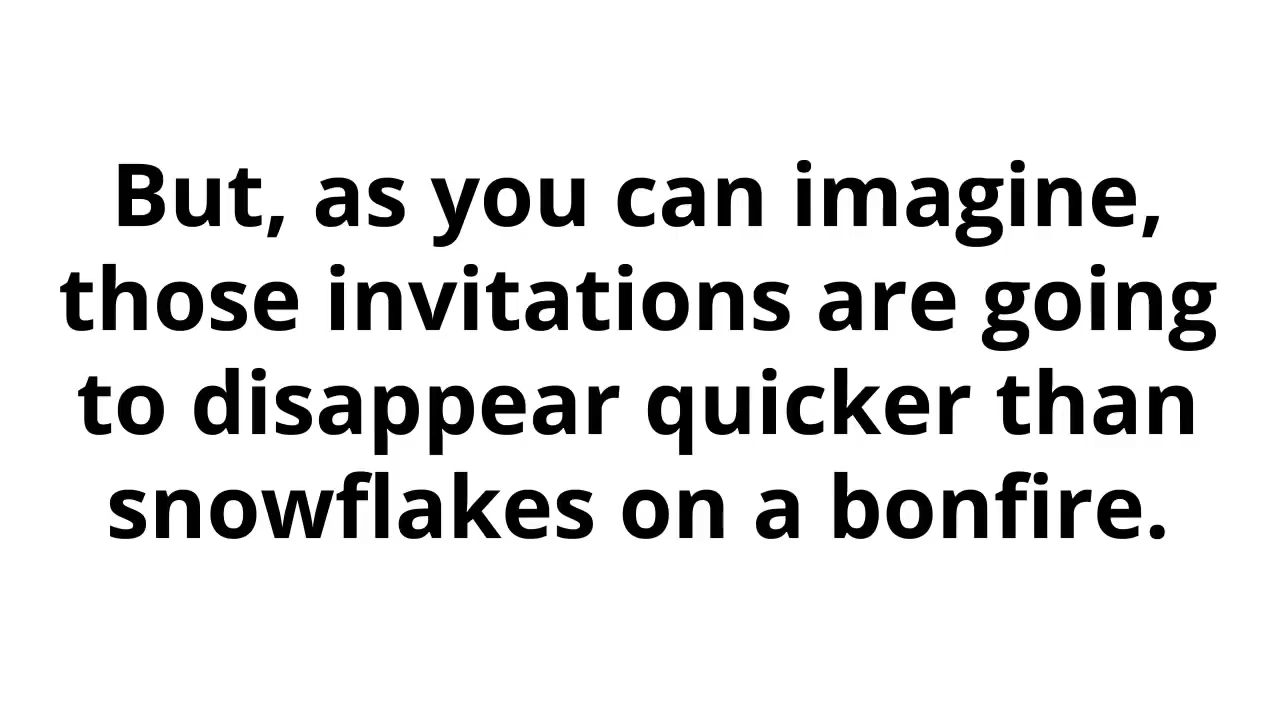 But, as you can imagine,
those invitations are going
to disappear quicker than
snowflakes on a bonfire.